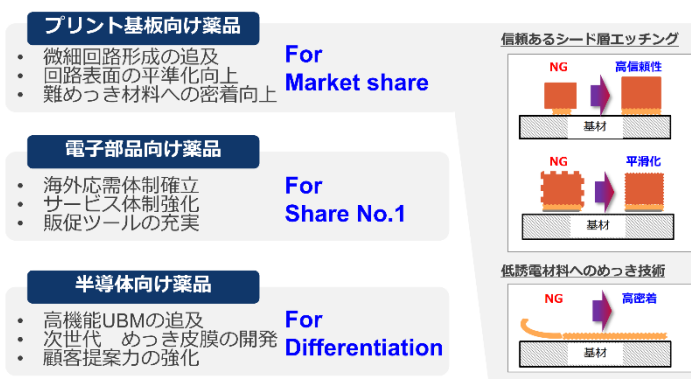 プリント基板向け薬品
• 微細回路形成の追及
• 回路表面の平準化向上
• 難めっき材料への密着向上
For
Market share
電子部品向け薬品
• 海外応需体制確立
• サービス体制強化
• 販促ツールの充実
For
Share No.1
半導体向け薬品
• 高機能UBMの追及
• 次世代　めっき皮膜の開発
• 顧客提案力の強化
For
Differentiation
信頼あるシード層エッチング
NG 高信頼性
基材
NG 平滑化
基材
低誘電材料へのめっき技術
NG 高密着
基材